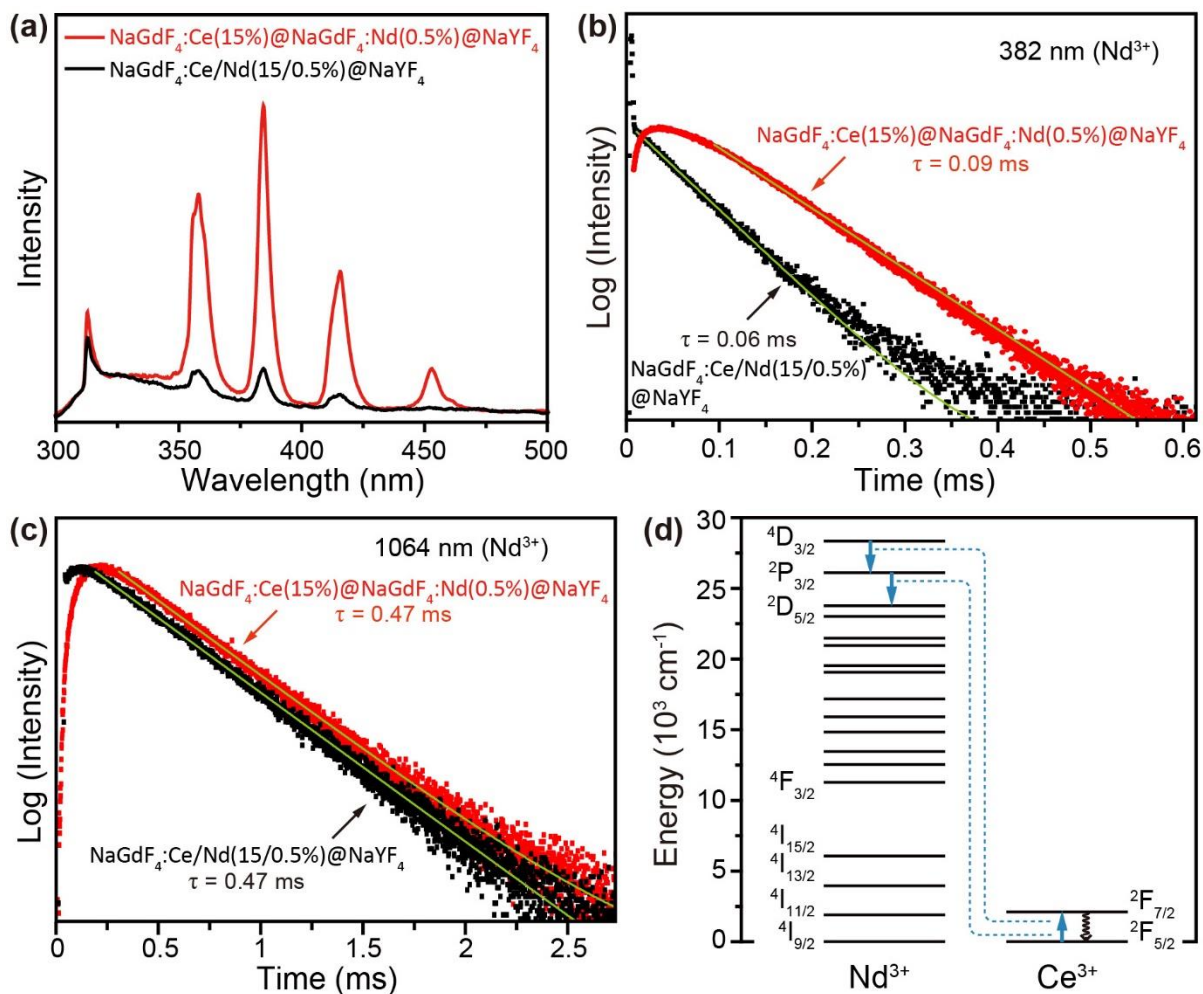 (a)
NaGdF₄:Ce(15%)@NaGdF₄:Nd(0.5%)@NaYF₄
NaGdF₄:Ce/Nd(15/0.5%)@NaYF₄
Intensity
300 350 400 450 500
Wavelength (nm)
(b)
382 nm (Nd³⁺)
NaGdF₄:Ce(15%)@NaGdF₄:Nd(0.5%)@NaYF₄
τ = 0.09 ms
τ = 0.06 ms
NaGdF₄:Ce/Nd(15/0.5%)
@NaYF₄
Log (Intensity)
0 0.1 0.2 0.3 0.4 0.5 0.6
Time (ms)
(c)
1064 nm (Nd³⁺)
NaGdF₄:Ce(15%)@NaGdF₄:Nd(0.5%)@NaYF₄
τ = 0.47 ms
NaGdF₄:Ce/Nd(15/0.5%)@NaYF₄
τ = 0.47 ms
Log (Intensity)
0 0.5 1 1.5 2 2.5
Time (ms)
(d)
Energy (10³ cm⁻¹)
30
25
20
15
10
5
0
⁴D₃/₂
²P₃/₂
²D₅/₂
⁴F₃/₂
⁴I₁₅/₂
⁴I₁₃/₂
⁴I₁₁/₂
⁴I₉/₂
²F₇/₂
²F₅/₂
Nd³⁺ Ce³⁺